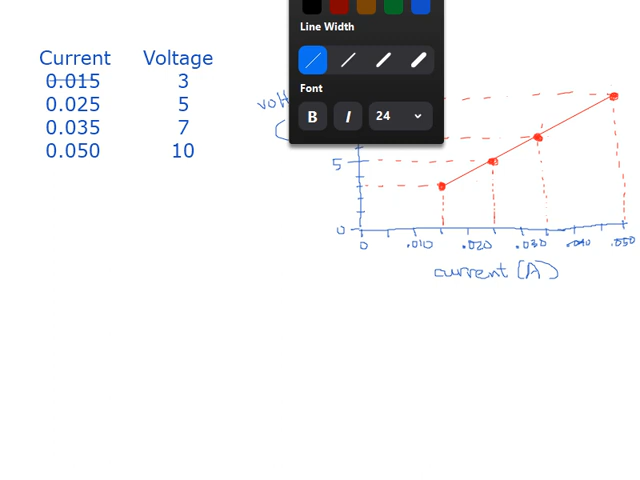 Current Voltage
0.015 3
0.025 5
0.035 7
0.050 10
Line Width
Font
B I 24
5
0
0 .010 .020 .030 .040 .050
current (A)